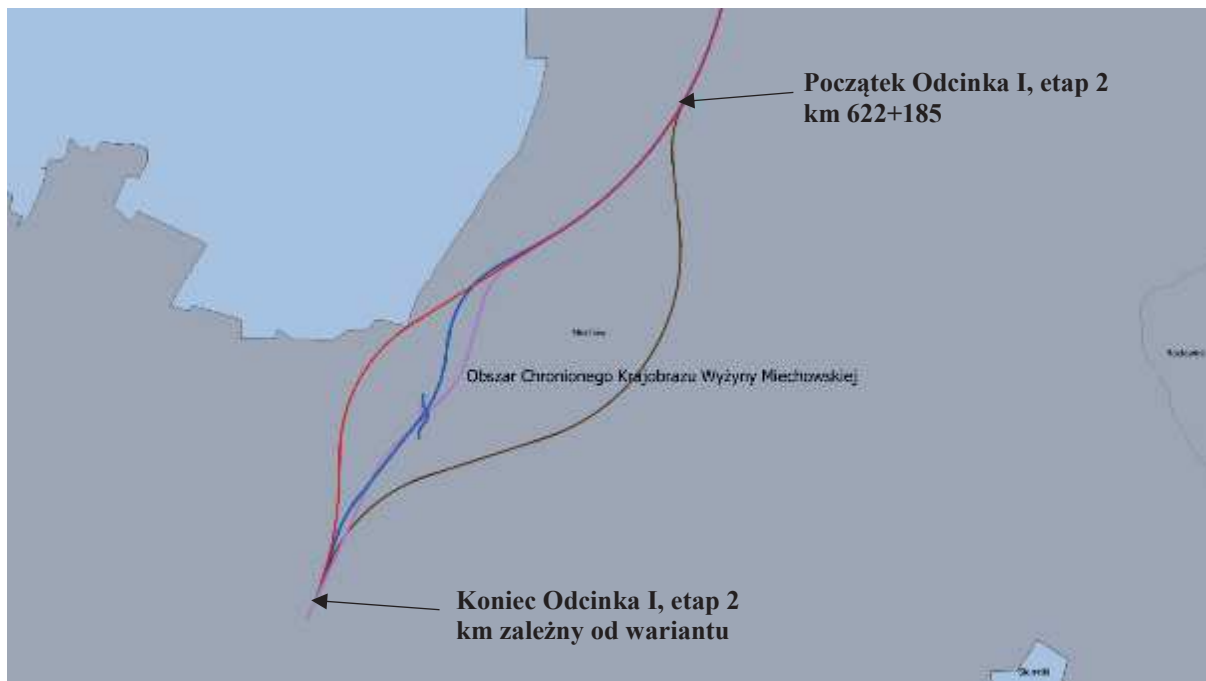 Początek Odcinka I, etap 2
km 622+185
Miechów
Obszar Chronionego Krajobrazu Wyżyny Miechowskiej
Koniec Odcinka I, etap 2
km zależny od wariantu